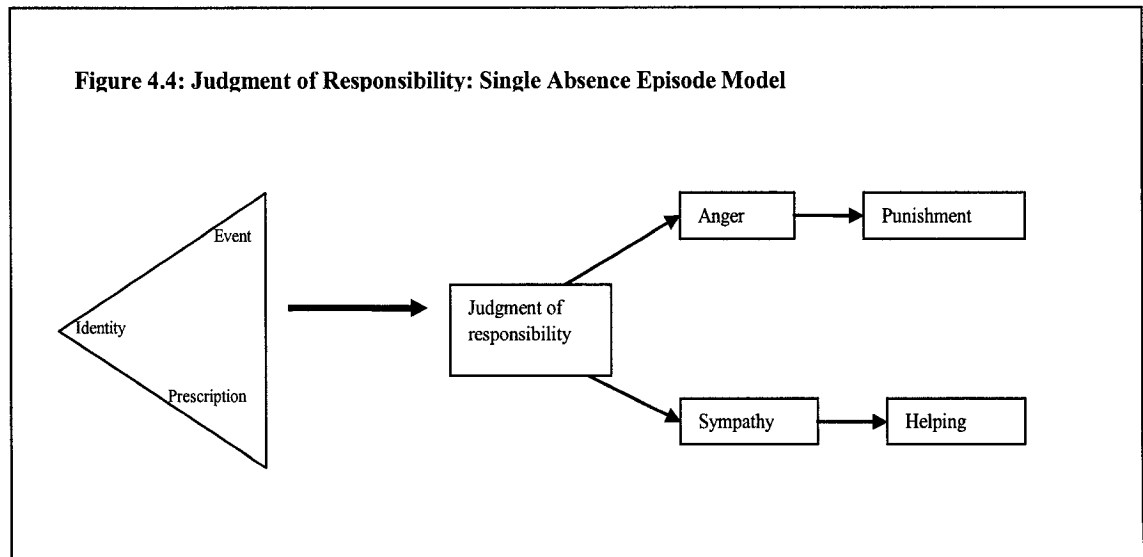 Figure 4.4: Judgment of Responsibility: Single Absence Episode Model
Event
Identity
Prescription
Judgment of
responsibility
Anger
Punishment
Sympathy
Helping